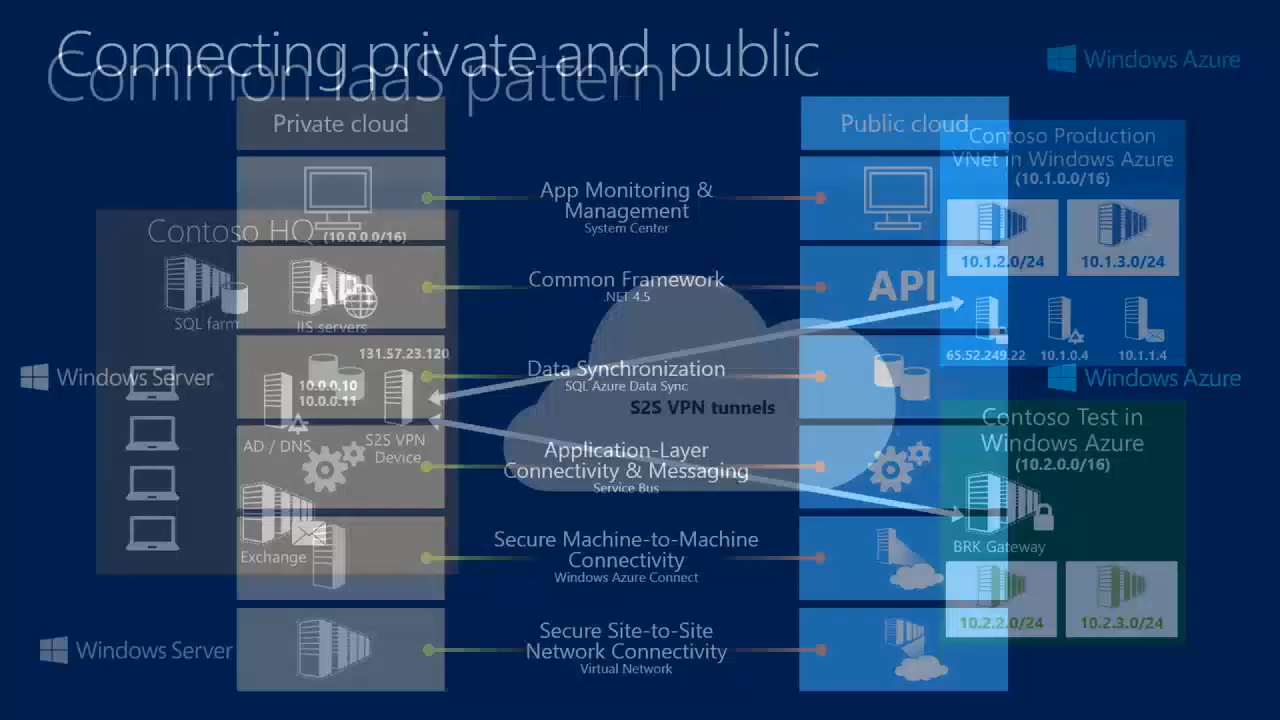 Connecting private and public
Common IaaS pattern
Windows Azure
Private cloud
Public cloud
App Monitoring &
Management
System Center
Common Framework
.NET 4.5
API
API
Data Synchronization
SQL Azure Data Sync
Application-Layer
Connectivity & Messaging
Service Bus
Secure Machine-to-Machine
Connectivity
Windows Azure Connect
Secure Site-to-Site
Network Connectivity
Virtual Network
Windows Server
Contoso HQ (10.0.0.0/16)
SQL farm
IIS servers
131.57.23.120
10.0.0.10
10.0.0.11
AD / DNS
S2S VPN
Device
Exchange
Windows Server
S2S VPN tunnels
Contoso Production
VNet in Windows Azure
(10.1.0.0/16)
10.1.2.0/24
10.1.3.0/24
65.52.249.22
10.1.0.4
10.1.1.4
Windows Azure
Contoso Test in
Windows Azure
(10.2.0.0/16)
BRK Gateway
10.2.2.0/24
10.2.3.0/24